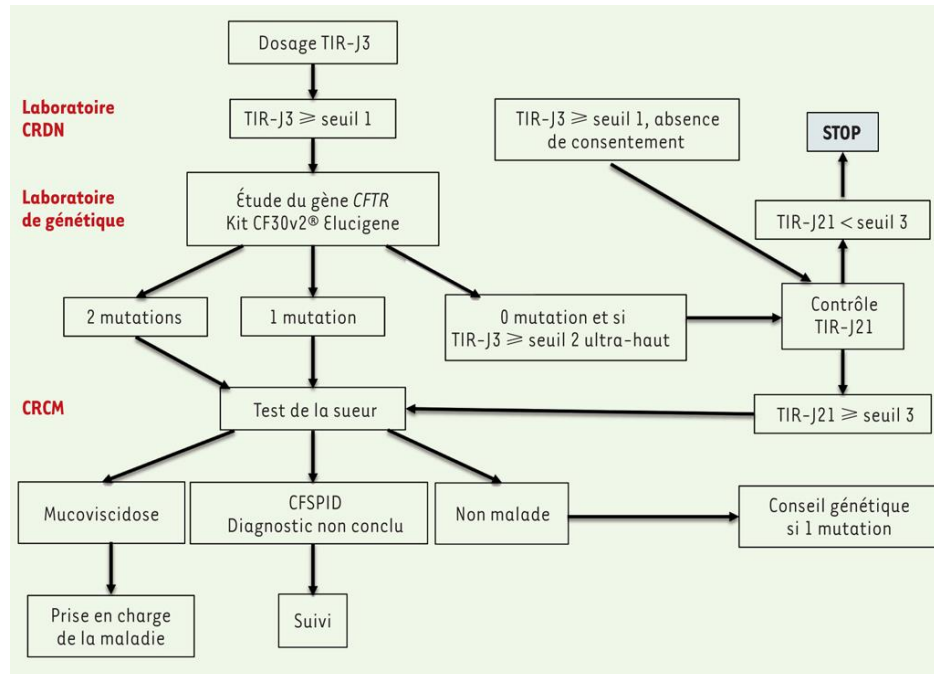 Dosage TIR-J3
Laboratoire
CRDN
TIR-J3 ⩾ seuil 1
TIR-J3 ⩾ seuil 1, absence
de consentement
STOP
Laboratoire
de génétique
Étude du gène CFTR
Kit CF30v2® Elucigene
TIR-J21 < seuil 3
2 mutations
1 mutation
0 mutation et si
TIR-J3 ⩾ seuil 2 ultra-haut
Contrôle
TIR-J21
CRCM
Test de la sueur
TIR-J21 ⩾ seuil 3
Mucoviscidose
CFSPID
Diagnostic non conclu
Non malade
Conseil génétique
si 1 mutation
Prise en charge
de la maladie
Suivi